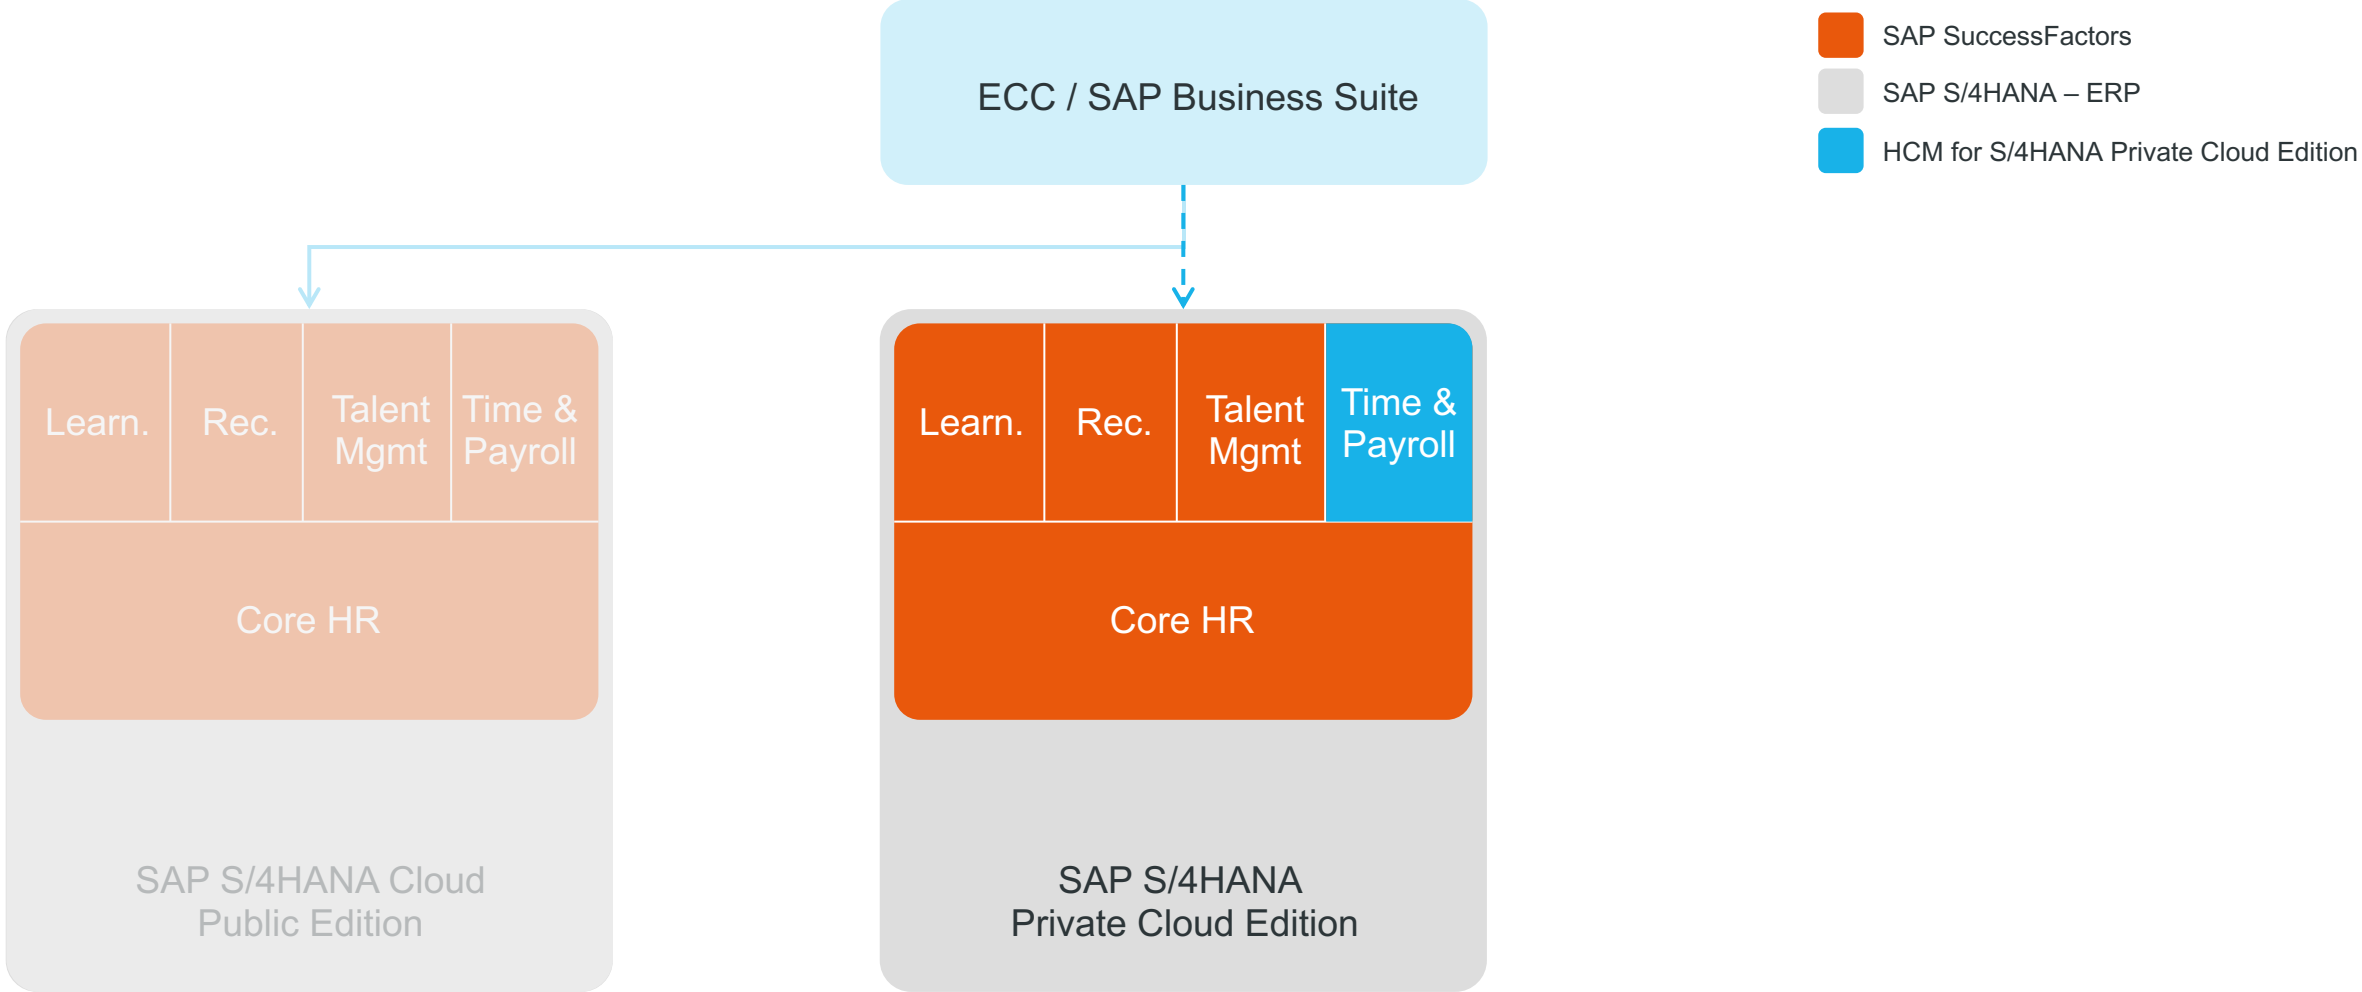 ECC / SAP Business Suite
SAP SuccessFactors
SAP S/4HANA – ERP
HCM for S/4HANA Private Cloud Edition
Learn.
Rec.
Talent
Mgmt
Time &
Payroll
Core HR
SAP S/4HANA Cloud
Public Edition
Learn.
Rec.
Talent
Mgmt
Time &
Payroll
Core HR
SAP S/4HANA
Private Cloud Edition